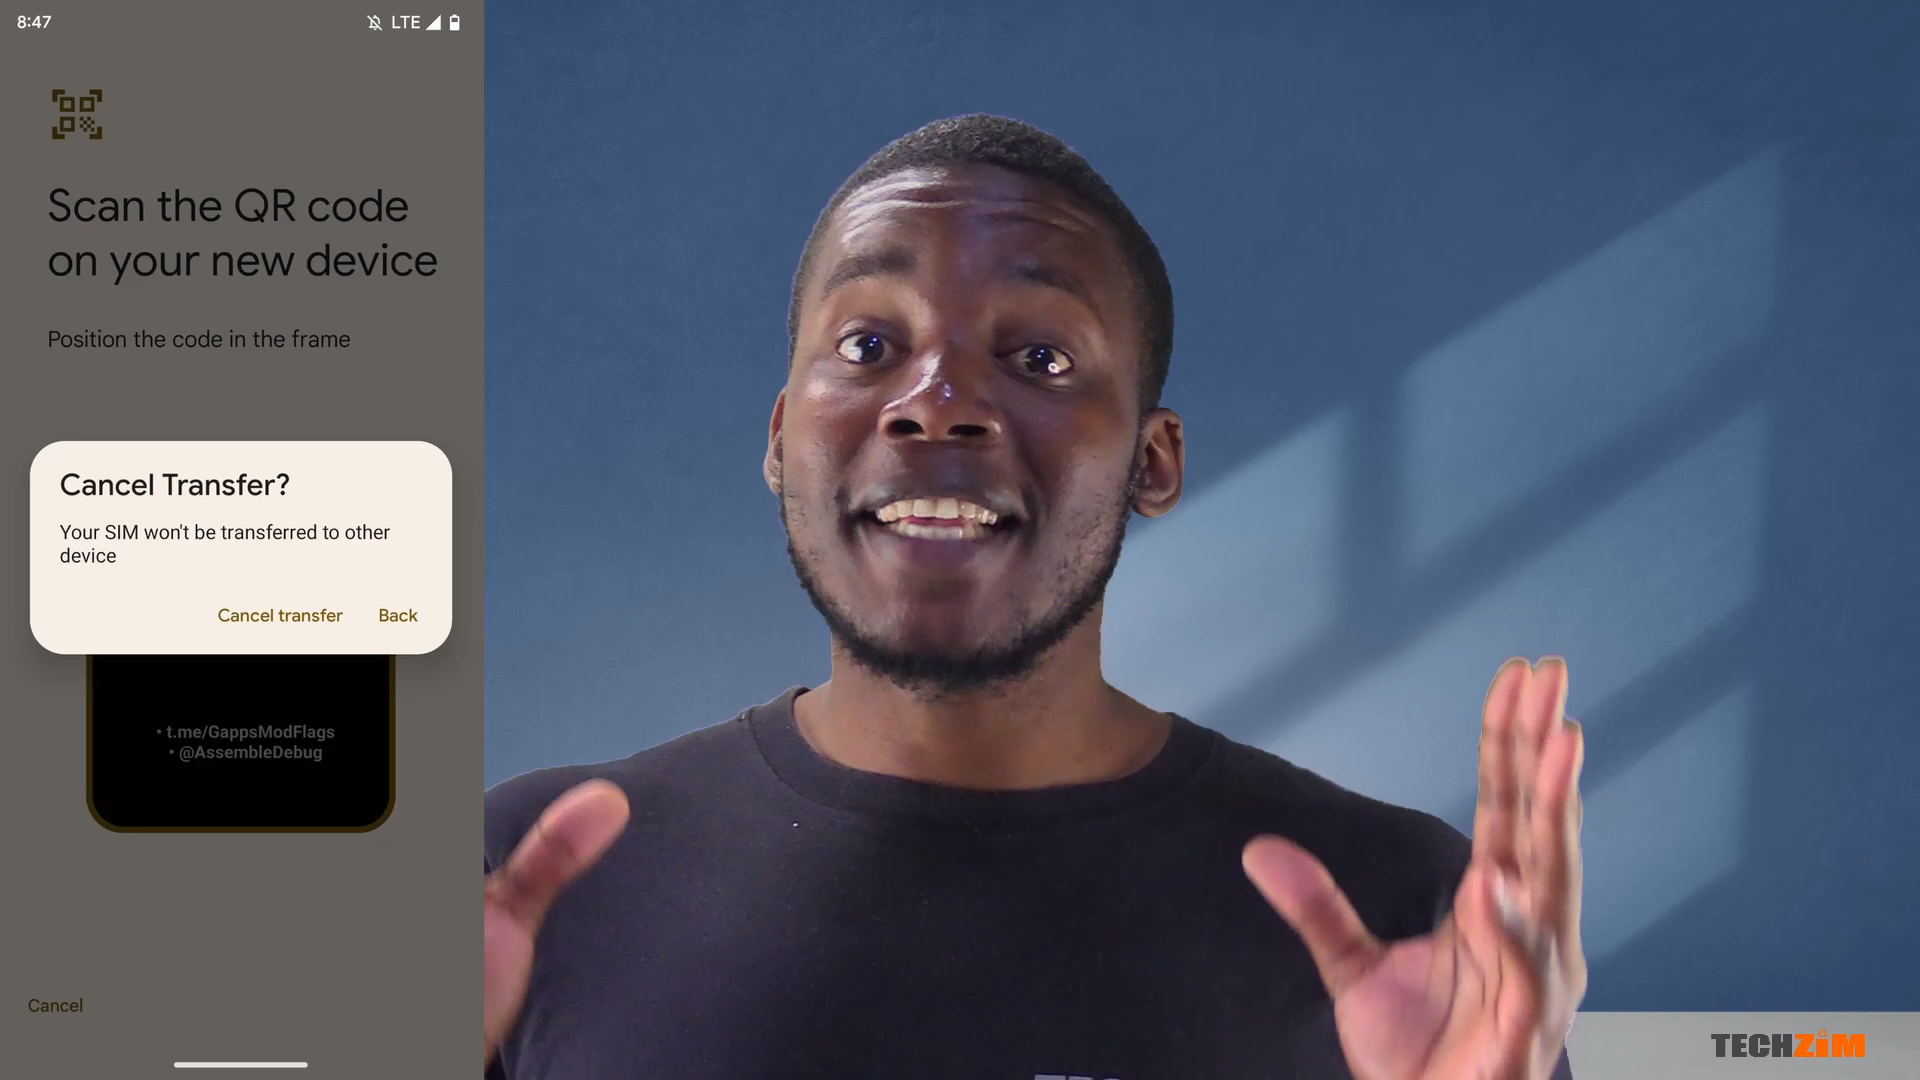 8:47
LTE
Scan the QR code
on your new device
Position the code in the frame
Cancel Transfer?
Your SIM won't be transferred to other
device
Cancel transfer
Back
• t.me/GappsModFlags
• @AssembleDebug
Cancel
TECHZiM